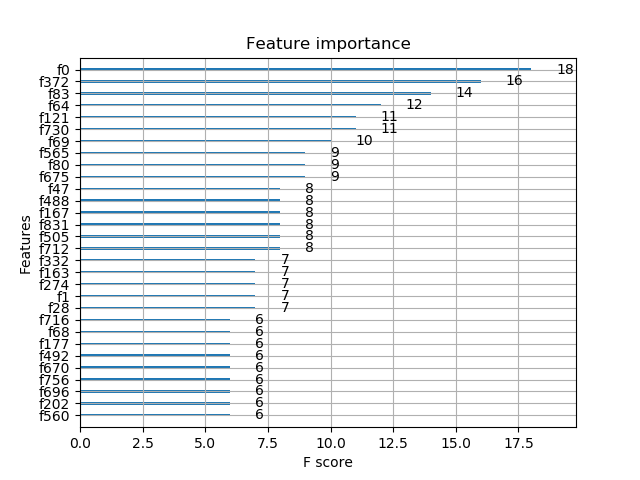 Feature importance
f0 18
f372 16
f83 14
f64 12
f121 11
f730 11
f69 10
f565 9
f80 9
f675 9
f47 8
f488 8
f167 8
f831 8
f505 8
f712 8
f332 7
f163 7
f274 7
f1 7
f28 7
f716 6
f68 6
f177 6
f492 6
f670 6
f756 6
f696 6
f202 6
f560 6
Features
0.0 2.5 5.0 7.5 10.0 12.5 15.0 17.5
F score